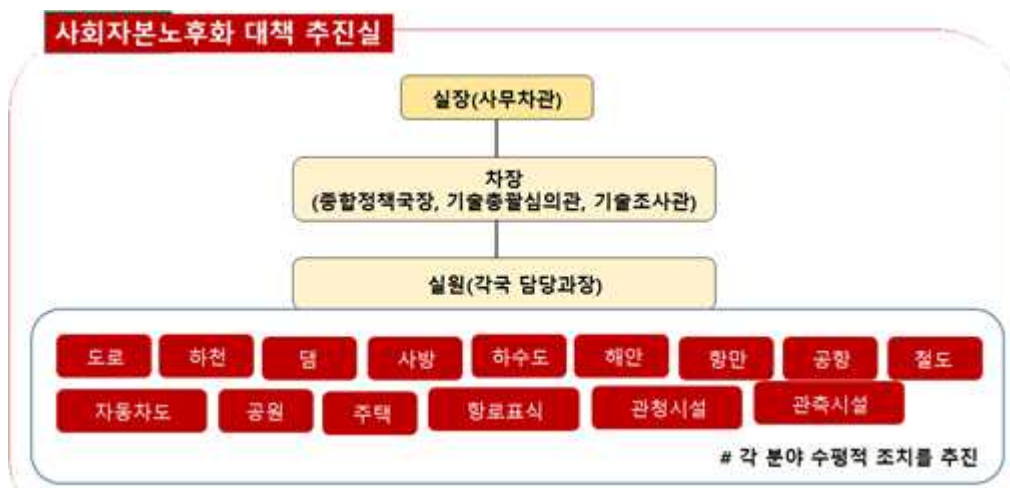 사회자본노후화 대책 추진실
실장(사무차관)
차장
(종합정책국장, 기술총괄심의관, 기술조사관)
실원(각국 담당과장)
도로 하천 댐 사방 하수도 해안 항만 공항 철도
자동차도 공원 주택 항로표식 관청시설 관측시설
# 각 분야 수평적 조치를 추진